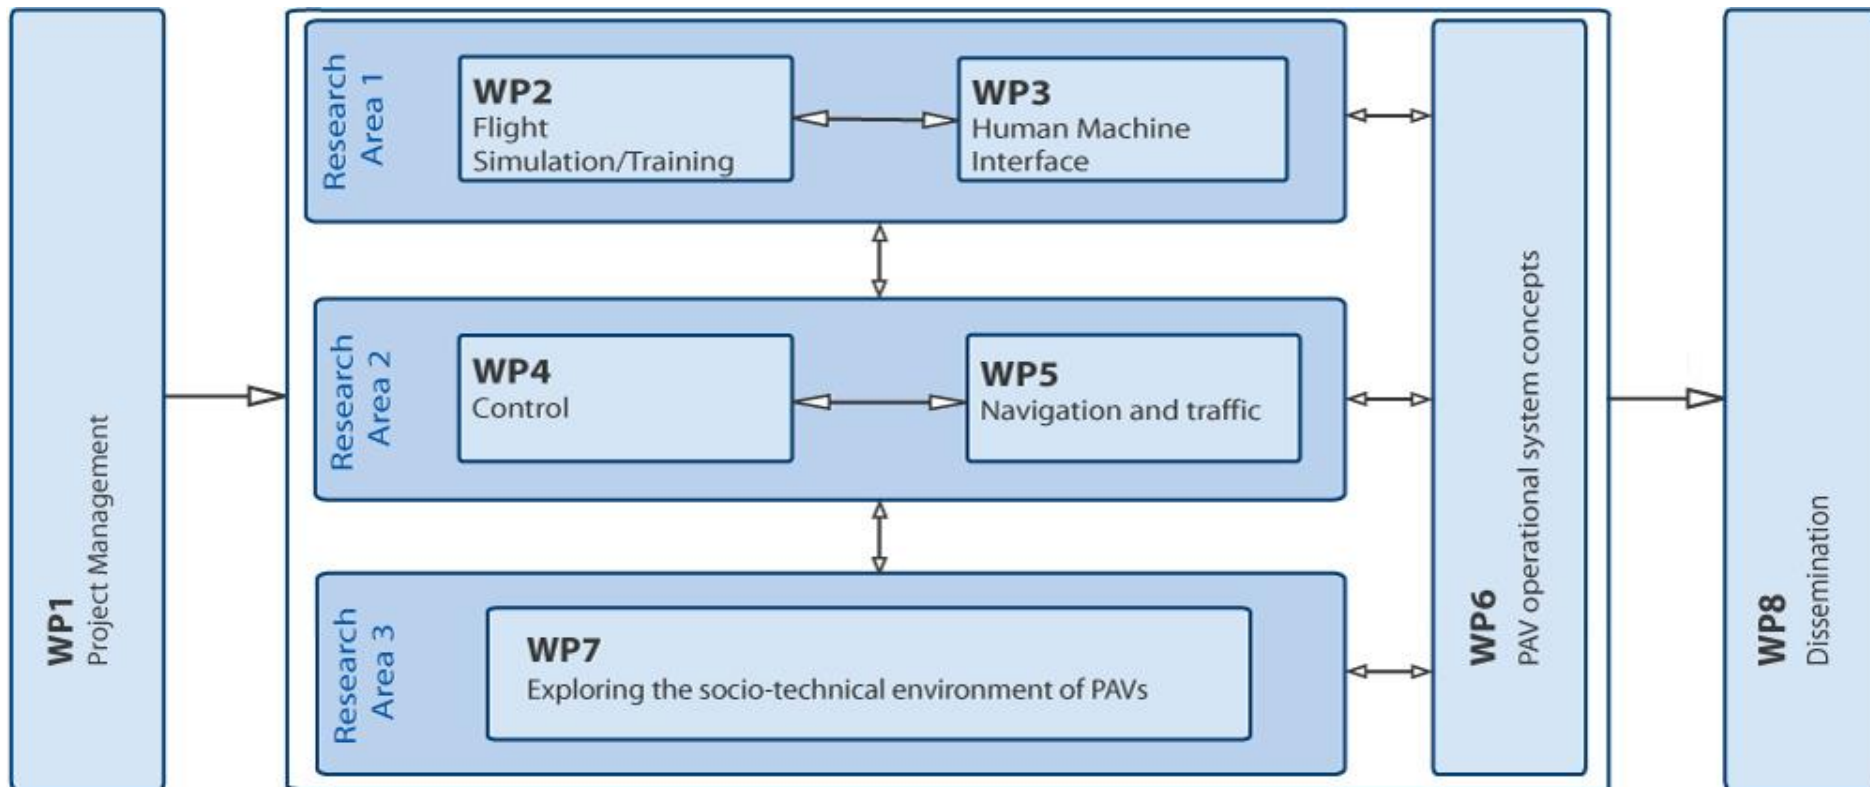 WP1
Project Management
Research
Area 1
WP2
Flight
Simulation/Training
WP3
Human Machine
Interface
Research
Area 2
WP4
Control
WP5
Navigation and traffic
Research
Area 3
WP7
Exploring the socio-technical environment of PAVs
WP6
PAV operational system concepts
WP8
Dissemination